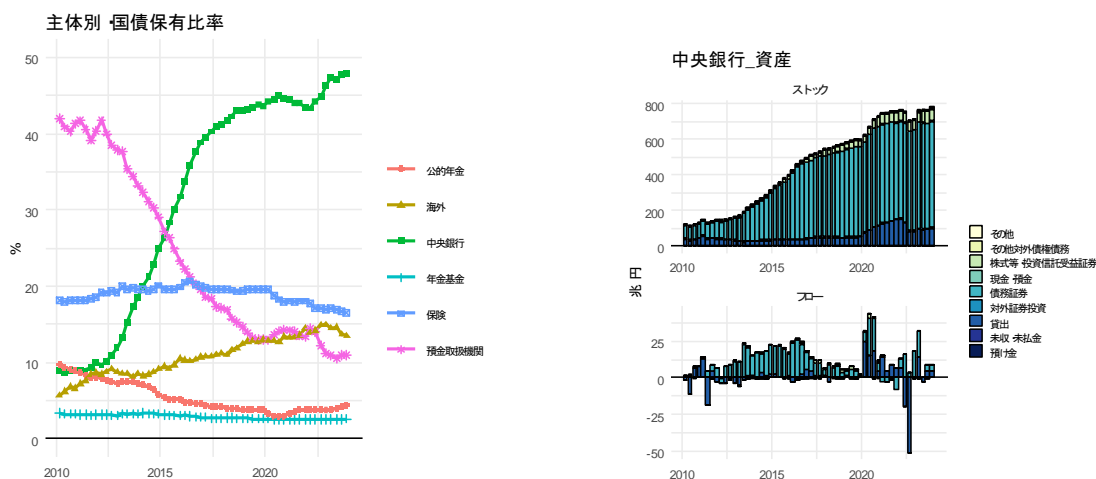 主体別・国債保有比率
50
40
30
20
10
0
%
2010
2015
2020
公的年金
海外
中央銀行
年金基金
保険
預金取扱機関
中央銀行_資産
ストック
800
600
400
200
0
2010
2015
2020
兆円
フロー
25
0
-25
-50
2010
2015
2020
その他
その他対外債権債務
株式等・投資信託受益証券
現金・預金
債務証券
対外証券投資
貸出
未収・未払金
預け金